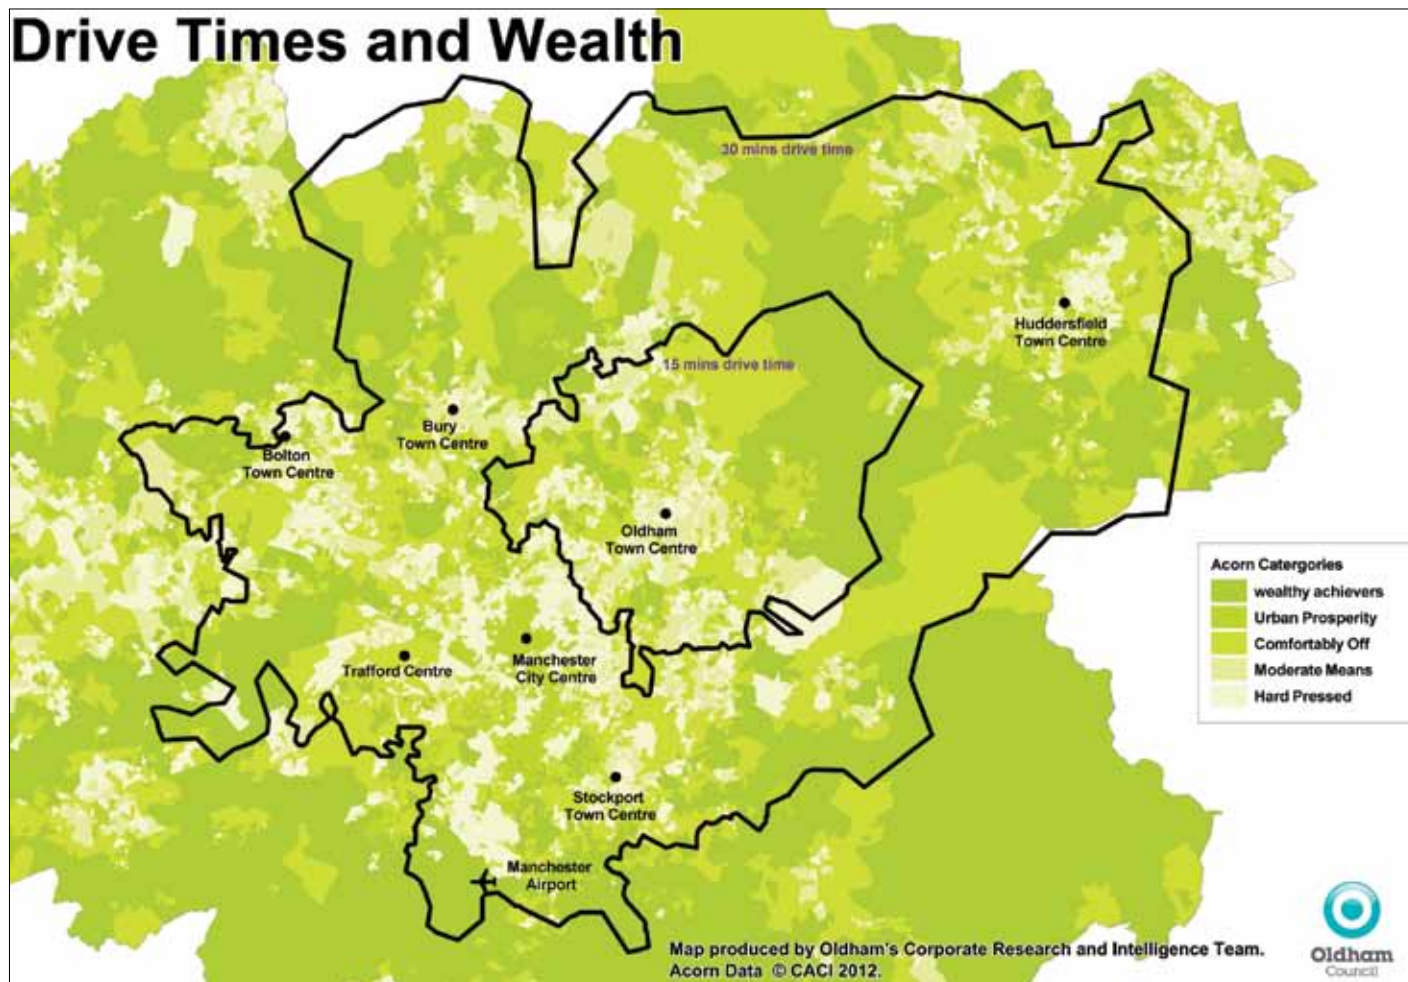 Drive Times and Wealth
30 mins drive time
Huddersfield
Town Centre
15 mins drive time
Bury
Town Centre
Bolton
Town Centre
Oldham
Town Centre
Acorn Catergories
wealthy achievers
Urban Prosperity
Comfortably Off
Moderate Means
Hard Pressed
Trafford Centre
Manchester
City Centre
Stockport
Town Centre
Manchester
Airport
Map produced by Oldham's Corporate Research and Intelligence Team.
Acorn Data © CACI 2012.
Oldham
Council